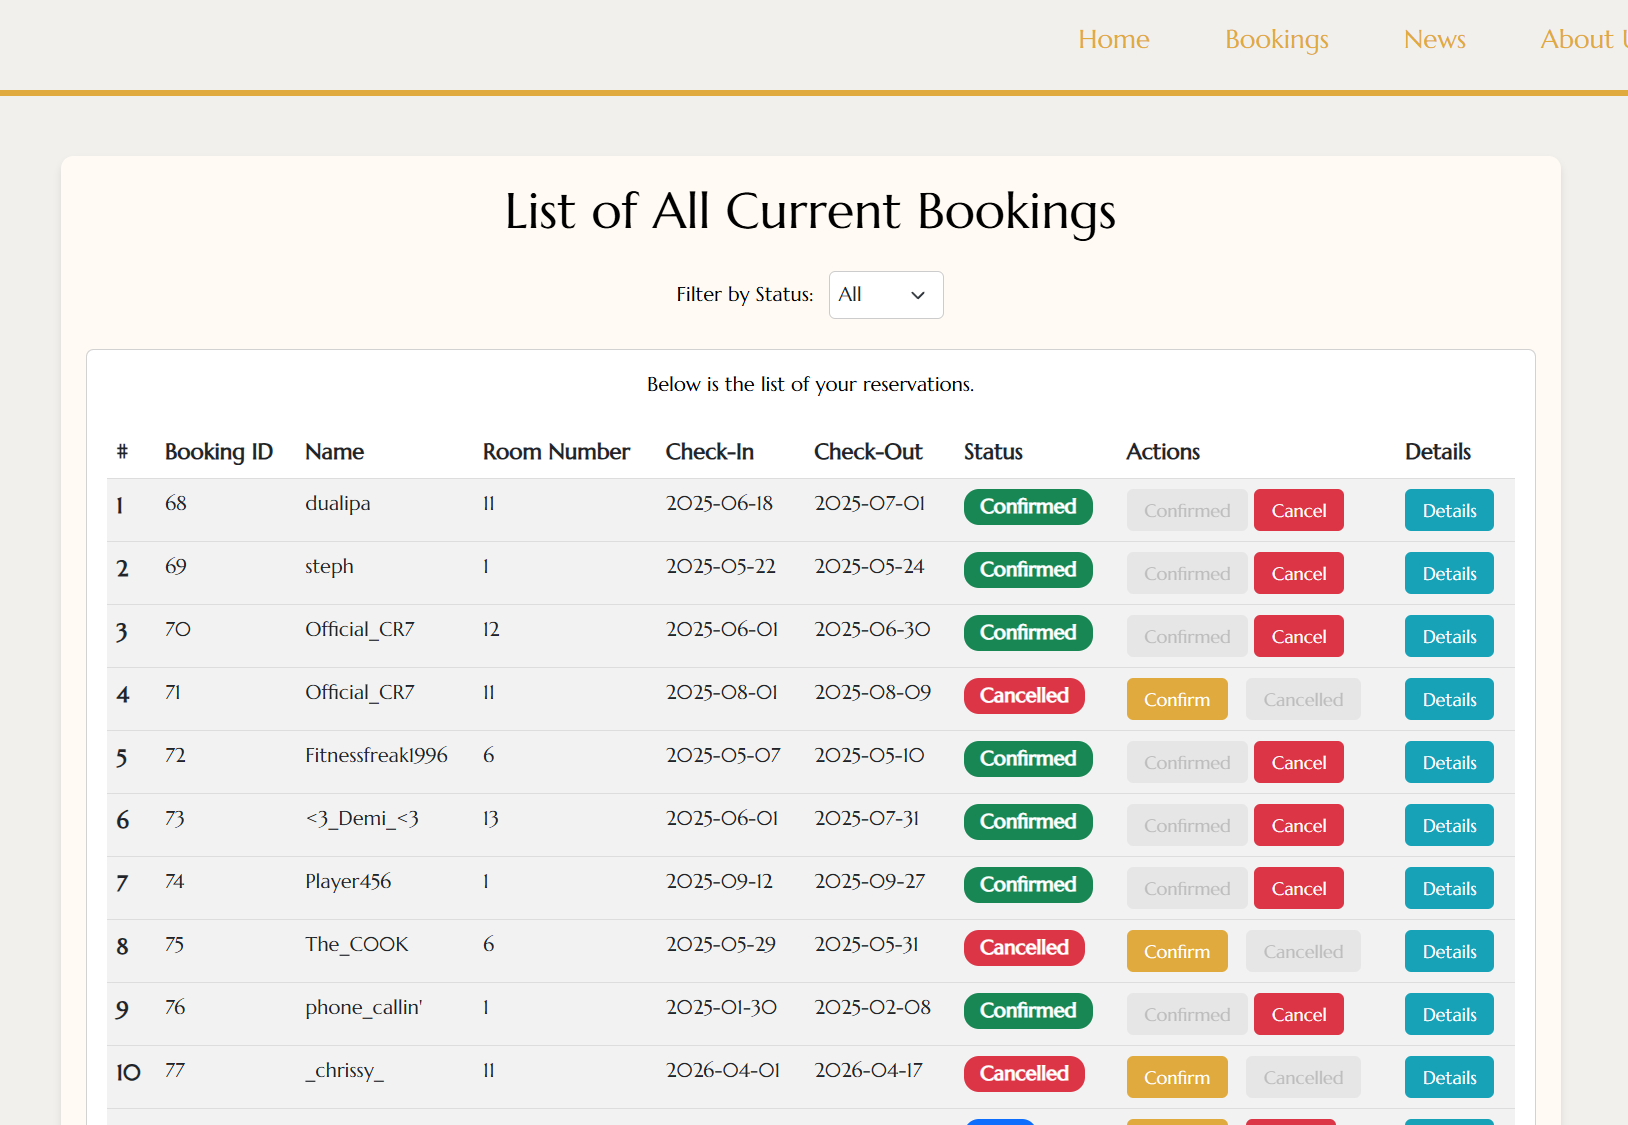 Home Bookings News About
List of All Current Bookings
Filter by Status: All
Below is the list of your reservations.
# Booking ID Name Room Number Check-In Check-Out Status Actions Details
1 68 dualipa 11 2025-06-18 2025-07-01 Confirmed Confirmed Cancel Details
2 69 steph 1 2025-05-22 2025-05-24 Confirmed Confirmed Cancel Details
3 70 Official_CR7 12 2025-06-01 2025-06-30 Confirmed Confirmed Cancel Details
4 71 Official_CR7 11 2025-08-01 2025-08-09 Cancelled Confirm Cancelled Details
5 72 Fitnessfreak1996 6 2025-05-07 2025-05-10 Confirmed Confirmed Cancel Details
6 73 <3_Demi_<3 13 2025-06-01 2025-07-31 Confirmed Confirmed Cancel Details
7 74 Player456 1 2025-09-12 2025-09-27 Confirmed Confirmed Cancel Details
8 75 The_COOK 6 2025-05-29 2025-05-31 Cancelled Confirm Cancelled Details
9 76 phone_callin' 1 2025-01-30 2025-02-08 Confirmed Confirmed Cancel Details
10 77 _chrissy_ 11 2026-04-01 2026-04-17 Cancelled Confirm Cancelled Details